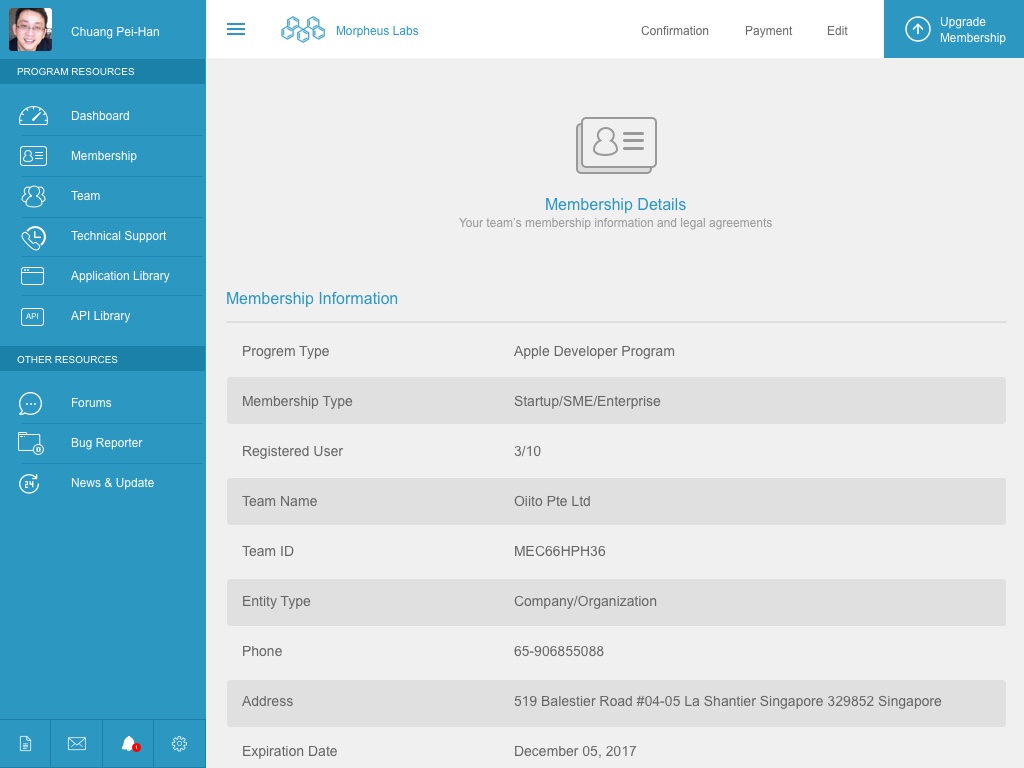 Chuang Pei-Han
PROGRAM RESOURCES
Dashboard
Membership
Team
Technical Support
Application Library
API
API Library
OTHER RESOURCES
Forums
Bug Reporter
24
News & Update
1
Morpheus Labs
Confirmation
Payment
Edit
Upgrade
Membership
Membership Details
Your team´s membership information and legal agreements
Membership Information
Progrem Type Apple Developer Program
Membership Type Startup/SME/Enterprise
Registered User 3/10
Team Name Oiito Pte Ltd
Team ID MEC66HPH36
Entity Type Company/Organization
Phone 65-906855088
Address 519 Balestier Road #04-05 La Shantier Singapore 329852 Singapore
Expiration Date December 05, 2017